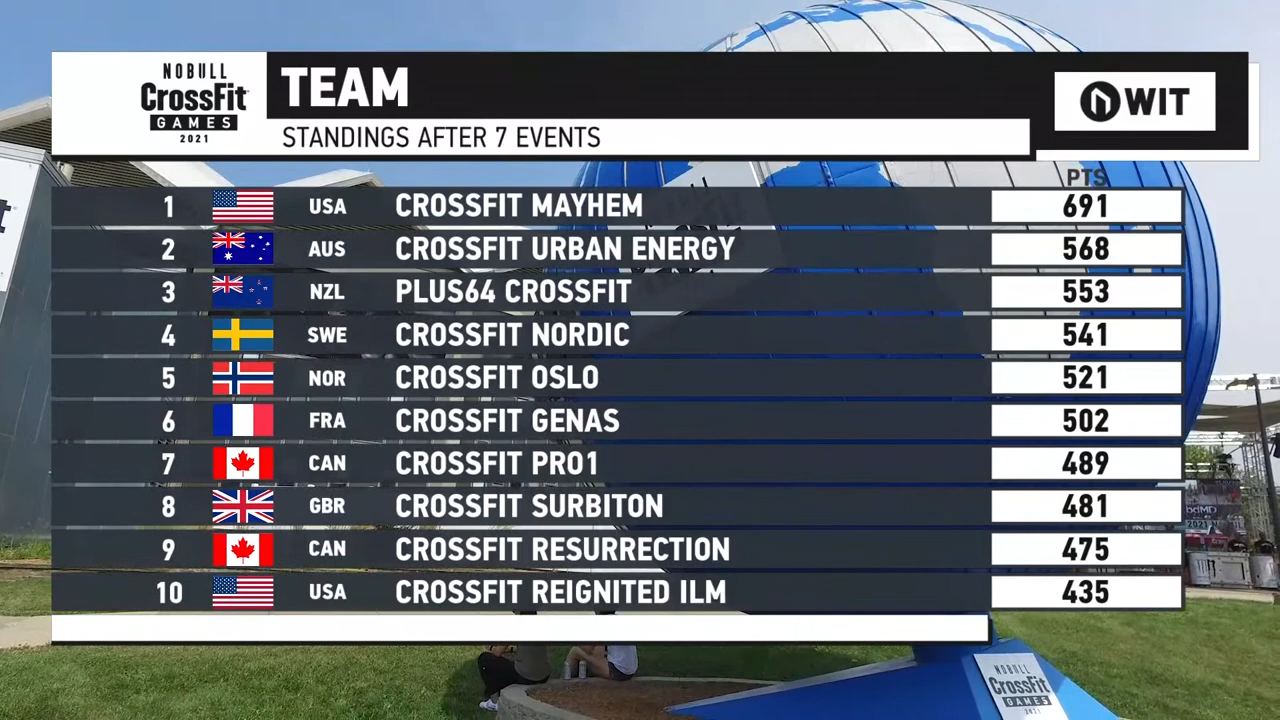 NOBULL
CrossFit
GAMES
2021
TEAM
STANDINGS AFTER 7 EVENTS
WIT
PTS
1 USA CROSSFIT MAYHEM 691
2 AUS CROSSFIT URBAN ENERGY 568
3 NZL PLUS64 CROSSFIT 553
4 SWE CROSSFIT NORDIC 541
5 NOR CROSSFIT OSLO 521
6 FRA CROSSFIT GENAS 502
7 CAN CROSSFIT PRO1 489
8 GBR CROSSFIT SURBITON 481
9 CAN CROSSFIT RESURRECTION 475
10 USA CROSSFIT REIGNITED ILM 435
bdMD
2021 N
NOBULL
CrossFit
GAMES
2021